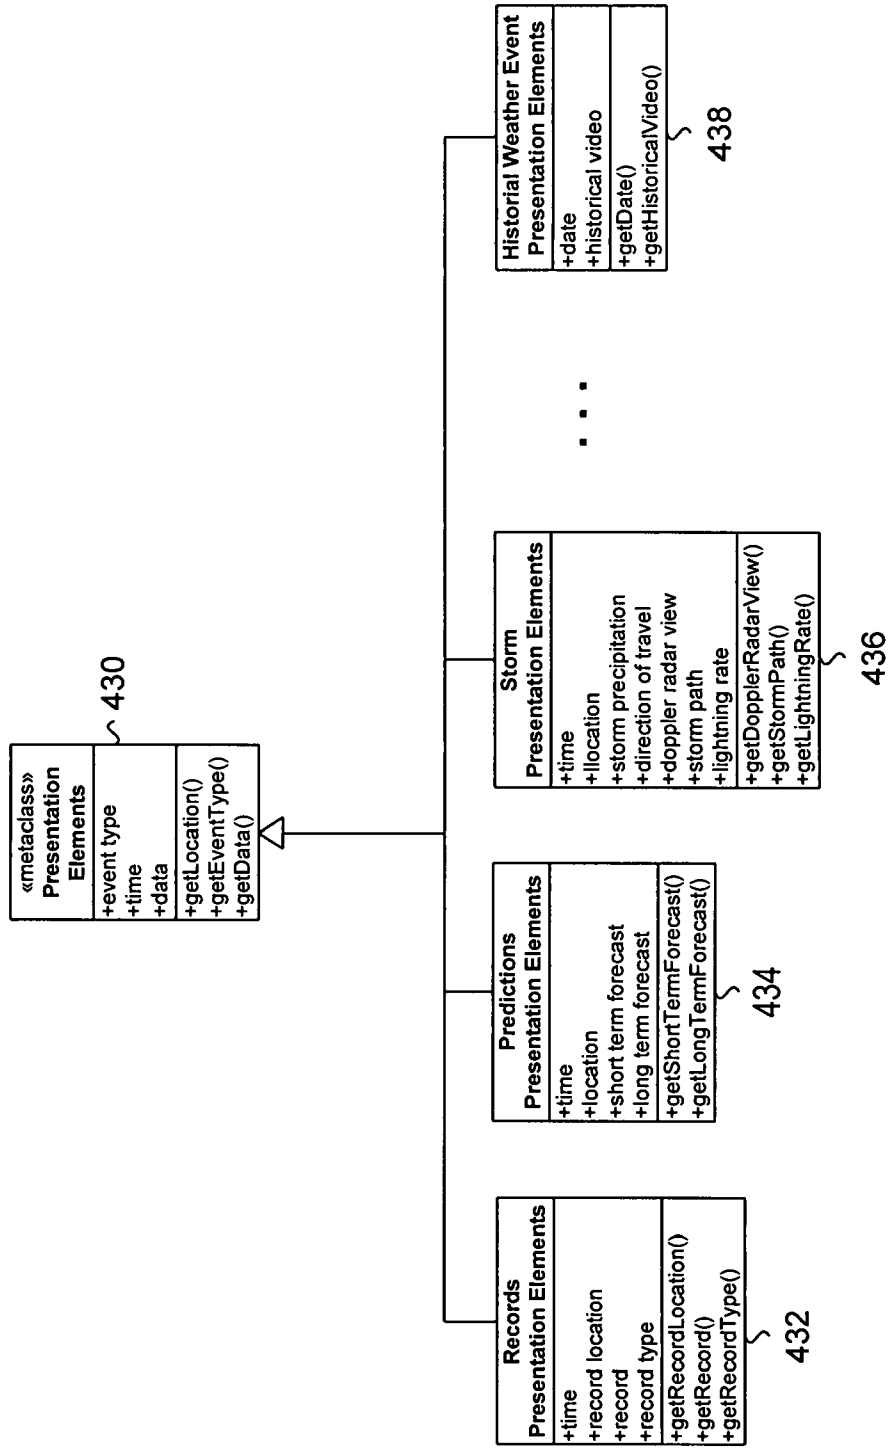 «metaclass»
Presentation
Elements
+event type
+time
+data
+getLocation()
+getEventType()
+getData()
430
Records
Presentation Elements
+time
+record location
+record
+record type
+getRecordLocation()
+getRecord()
+getRecordType()
432
Predictions
Presentation Elements
+time
+location
+short term forecast
+long term forecast
+getShortTermForecast()
+getLongTermForecast()
434
Storm
Presentation Elements
+time
+llocation
+storm precipitation
+direction of travel
+doppler radar view
+storm path
+lightning rate
+getDopplerRadarView()
+getStormPath()
+getLightningRate()
436
. . .
Historial Weather Event
Presentation Elements
+date
+historical video
+getDate()
+getHistoricalVideo()
438